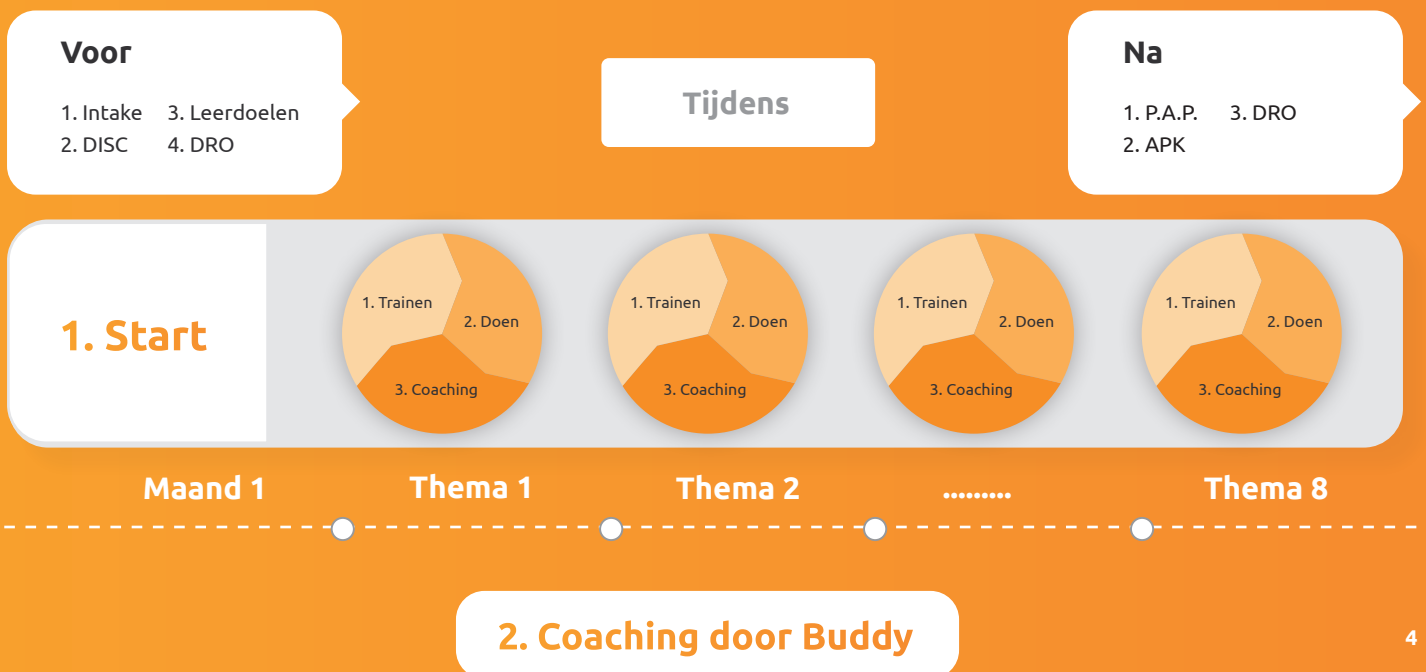 Voor
1. Intake 3. Leerdoelen
2. DISC 4. DRO
Tijdens
Na
1. P.A.P. 3. DRO
2. APK
1. Start
1. Trainen
2. Doen
3. Coaching
1. Trainen
2. Doen
3. Coaching
1. Trainen
2. Doen
3. Coaching
1. Trainen
2. Doen
3. Coaching
Maand 1
Thema 1
Thema 2
.........
Thema 8
2. Coaching door Buddy
4